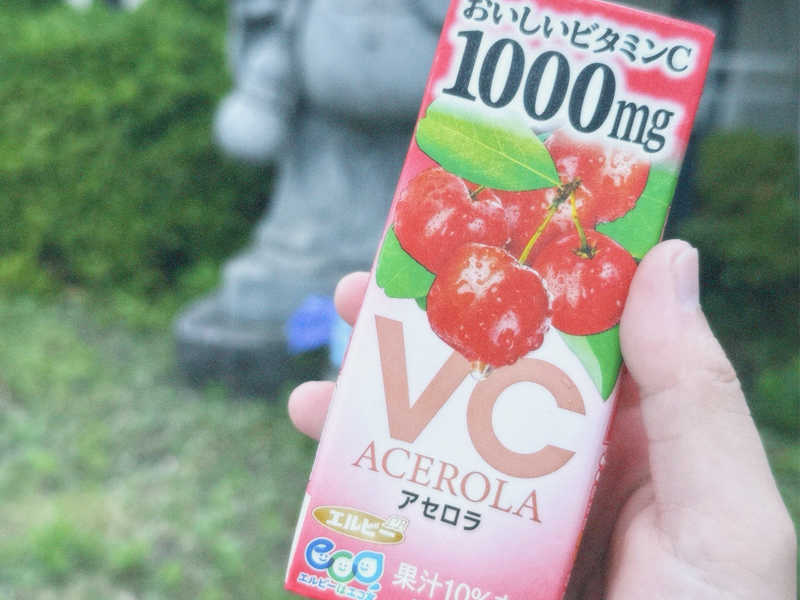 おいしいビタミンC
1000mg
VC
ACEROLA
アセロラ
エルビー
eco
エルビーはエコな
果汁10%